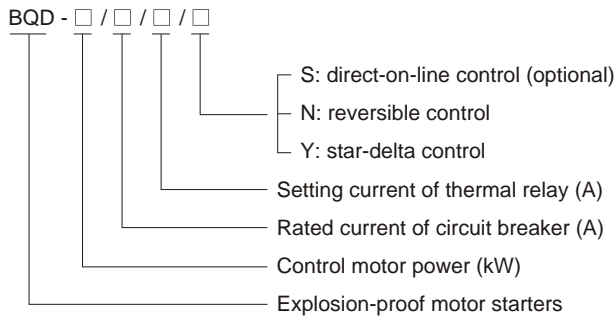 BQD - □ / □ / □ / □
S: direct-on-line control (optional)
N: reversible control
Y: star-delta control
Setting current of thermal relay (A)
Rated current of circuit breaker (A)
Control motor power (kW)
Explosion-proof motor starters